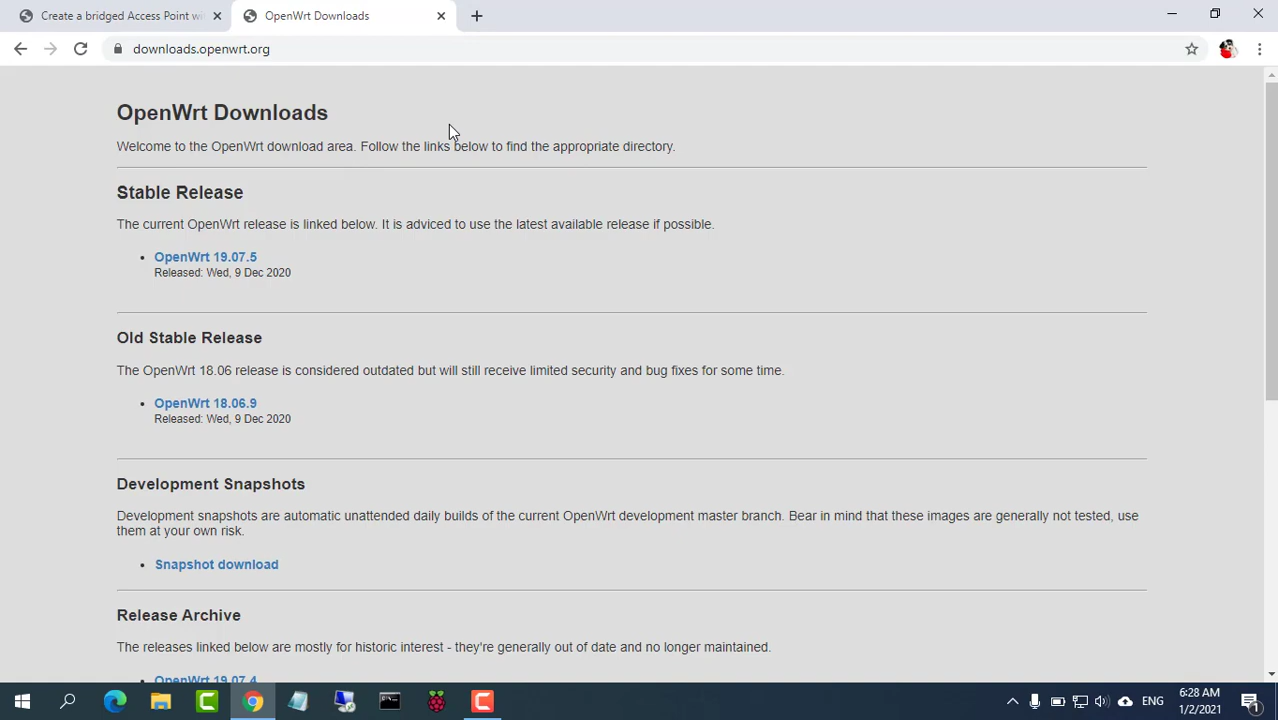 Create a bridged Access Point wi
OpenWrt Downloads
downloads.openwrt.org
OpenWrt Downloads
Welcome to the OpenWrt download area. Follow the links below to find the appropriate directory.
Stable Release
The current OpenWrt release is linked below. It is adviced to use the latest available release if possible.
OpenWrt 19.07.5
Released: Wed, 9 Dec 2020
Old Stable Release
The OpenWrt 18.06 release is considered outdated but will still receive limited security and bug fixes for some time.
OpenWrt 18.06.9
Released: Wed, 9 Dec 2020
Development Snapshots
Development snapshots are automatic unattended daily builds of the current OpenWrt development master branch. Bear in mind that these images are generally not tested, use
them at your own risk.
Snapshot download
Release Archive
The releases linked below are mostly for historic interest - they're generally out of date and no longer maintained.
OpenWrt 19.07.4
ENG
6:28 AM
1/2/2021
1